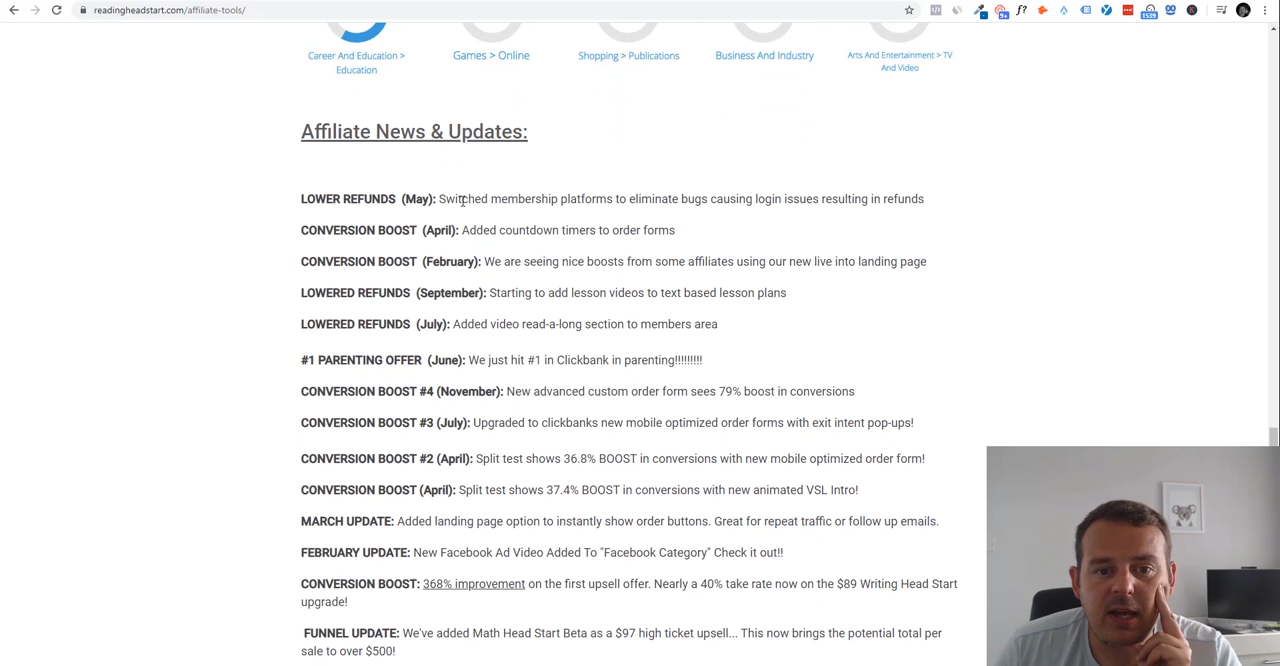 readingheadstart.com/affiliate-tools/
f?
9+
1539
Career And Education >
Education
Games > Online
Shopping > Publications
Business And Industry
Arts And Entertainment > TV
And Video
Affiliate News & Updates:
LOWER REFUNDS (May): Switched membership platforms to eliminate bugs causing login issues resulting in refunds
CONVERSION BOOST (April): Added countdown timers to order forms
CONVERSION BOOST (February): We are seeing nice boosts from some affiliates using our new live into landing page
LOWERED REFUNDS (September): Starting to add lesson videos to text based lesson plans
LOWERED REFUNDS (July): Added video read-a-long section to members area
#1 PARENTING OFFER (June): We just hit #1 in Clickbank in parenting!!!!!!!!!
CONVERSION BOOST #4 (November): New advanced custom order form sees 79% boost in conversions
CONVERSION BOOST #3 (July): Upgraded to clickbanks new mobile optimized order forms with exit intent pop-ups!
CONVERSION BOOST #2 (April): Split test shows 36.8% BOOST in conversions with new mobile optimized order form!
CONVERSION BOOST (April): Split test shows 37.4% BOOST in conversions with new animated VSL Intro!
MARCH UPDATE: Added landing page option to instantly show order buttons. Great for repeat traffic or follow up emails.
FEBRUARY UPDATE: New Facebook Ad Video Added To "Facebook Category" Check it out!!
CONVERSION BOOST: 368% improvement on the first upsell offer. Nearly a 40% take rate now on the $89 Writing Head Start
upgrade!
FUNNEL UPDATE: We've added Math Head Start Beta as a $97 high ticket upsell... This now brings the potential total per
sale to over $500!